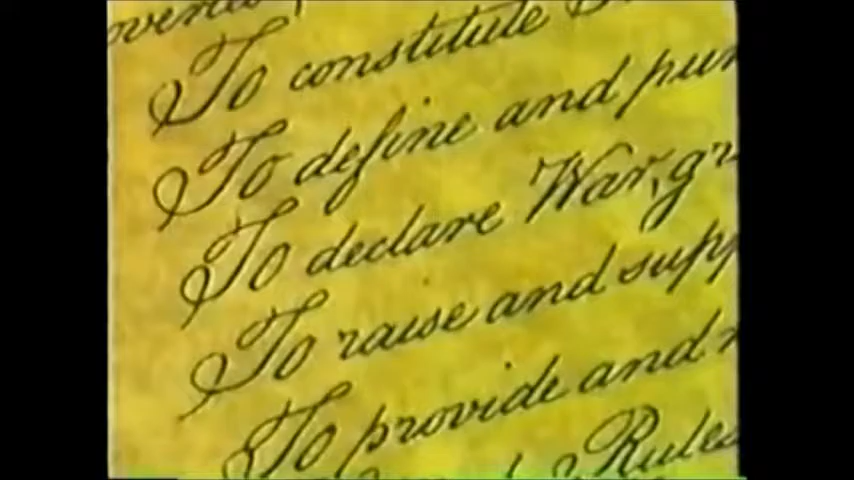 To constitute
To define and pun
To declare War, gr
To raise and supp
To provide and
Rules